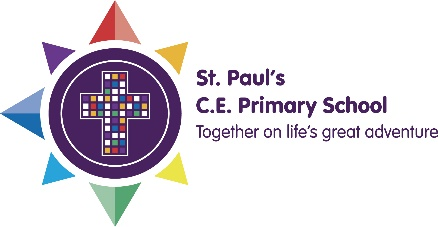 St. Paul's
C.E. Primary School
Together on life's great adventure